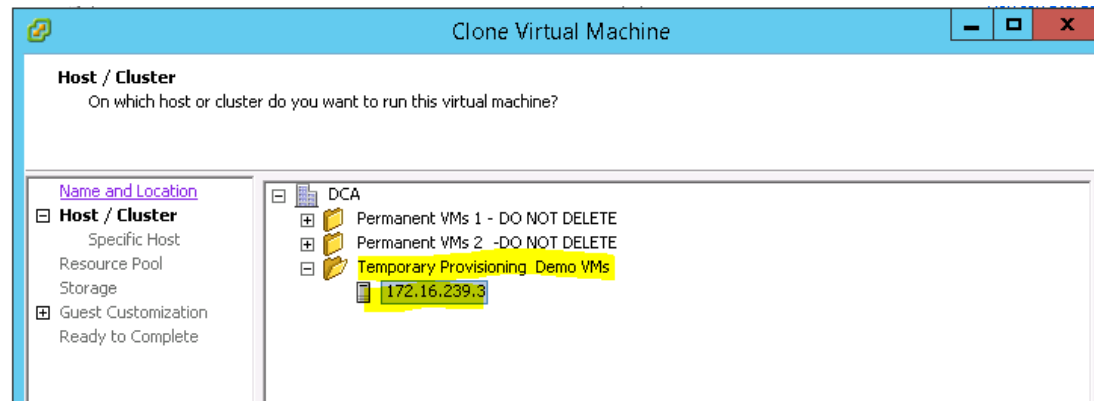 Clone Virtual Machine
Host / Cluster
On which host or cluster do you want to run this virtual machine?
Name and Location
Host / Cluster
Specific Host
Resource Pool
Storage
Guest Customization
Ready to Complete
DCA
Permanent VMs 1 - DO NOT DELETE
Permanent VMs 2 -DO NOT DELETE
Temporary Provisioning Demo VMs
172.16.239.3